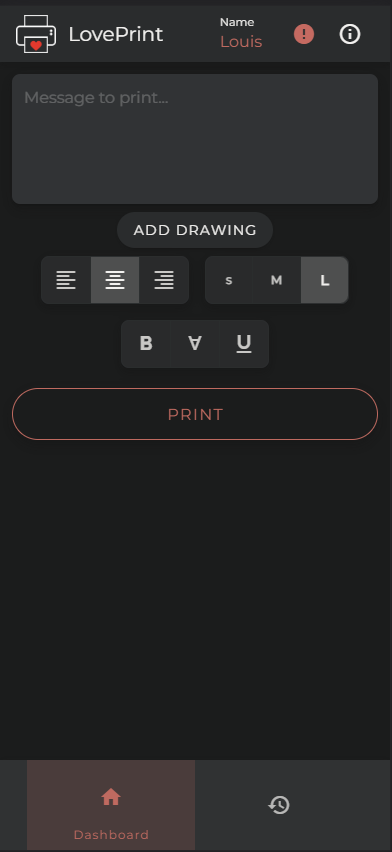 LovePrint
Name
Louis
Message to print...
ADD DRAWING
S M L
B ∀ U
PRINT
Dashboard